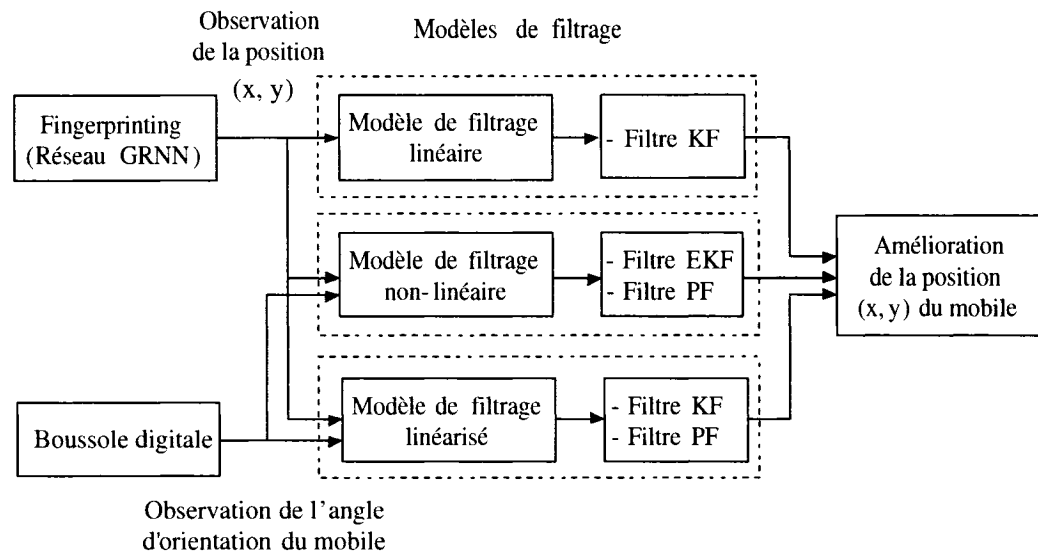 Observation
de la position
(x, y)
Modèles de filtrage
Fingerprinting
(Réseau GRNN)
Modèle de filtrage
linéaire
- Filtre KF
Modèle de filtrage
non-linéaire
- Filtre EKF
- Filtre PF
Amélioration
de la position
(x, y) du mobile
Boussole digitale
Modèle de filtrage
linéarisé
- Filtre KF
- Filtre PF
Observation de l'angle
d'orientation du mobile